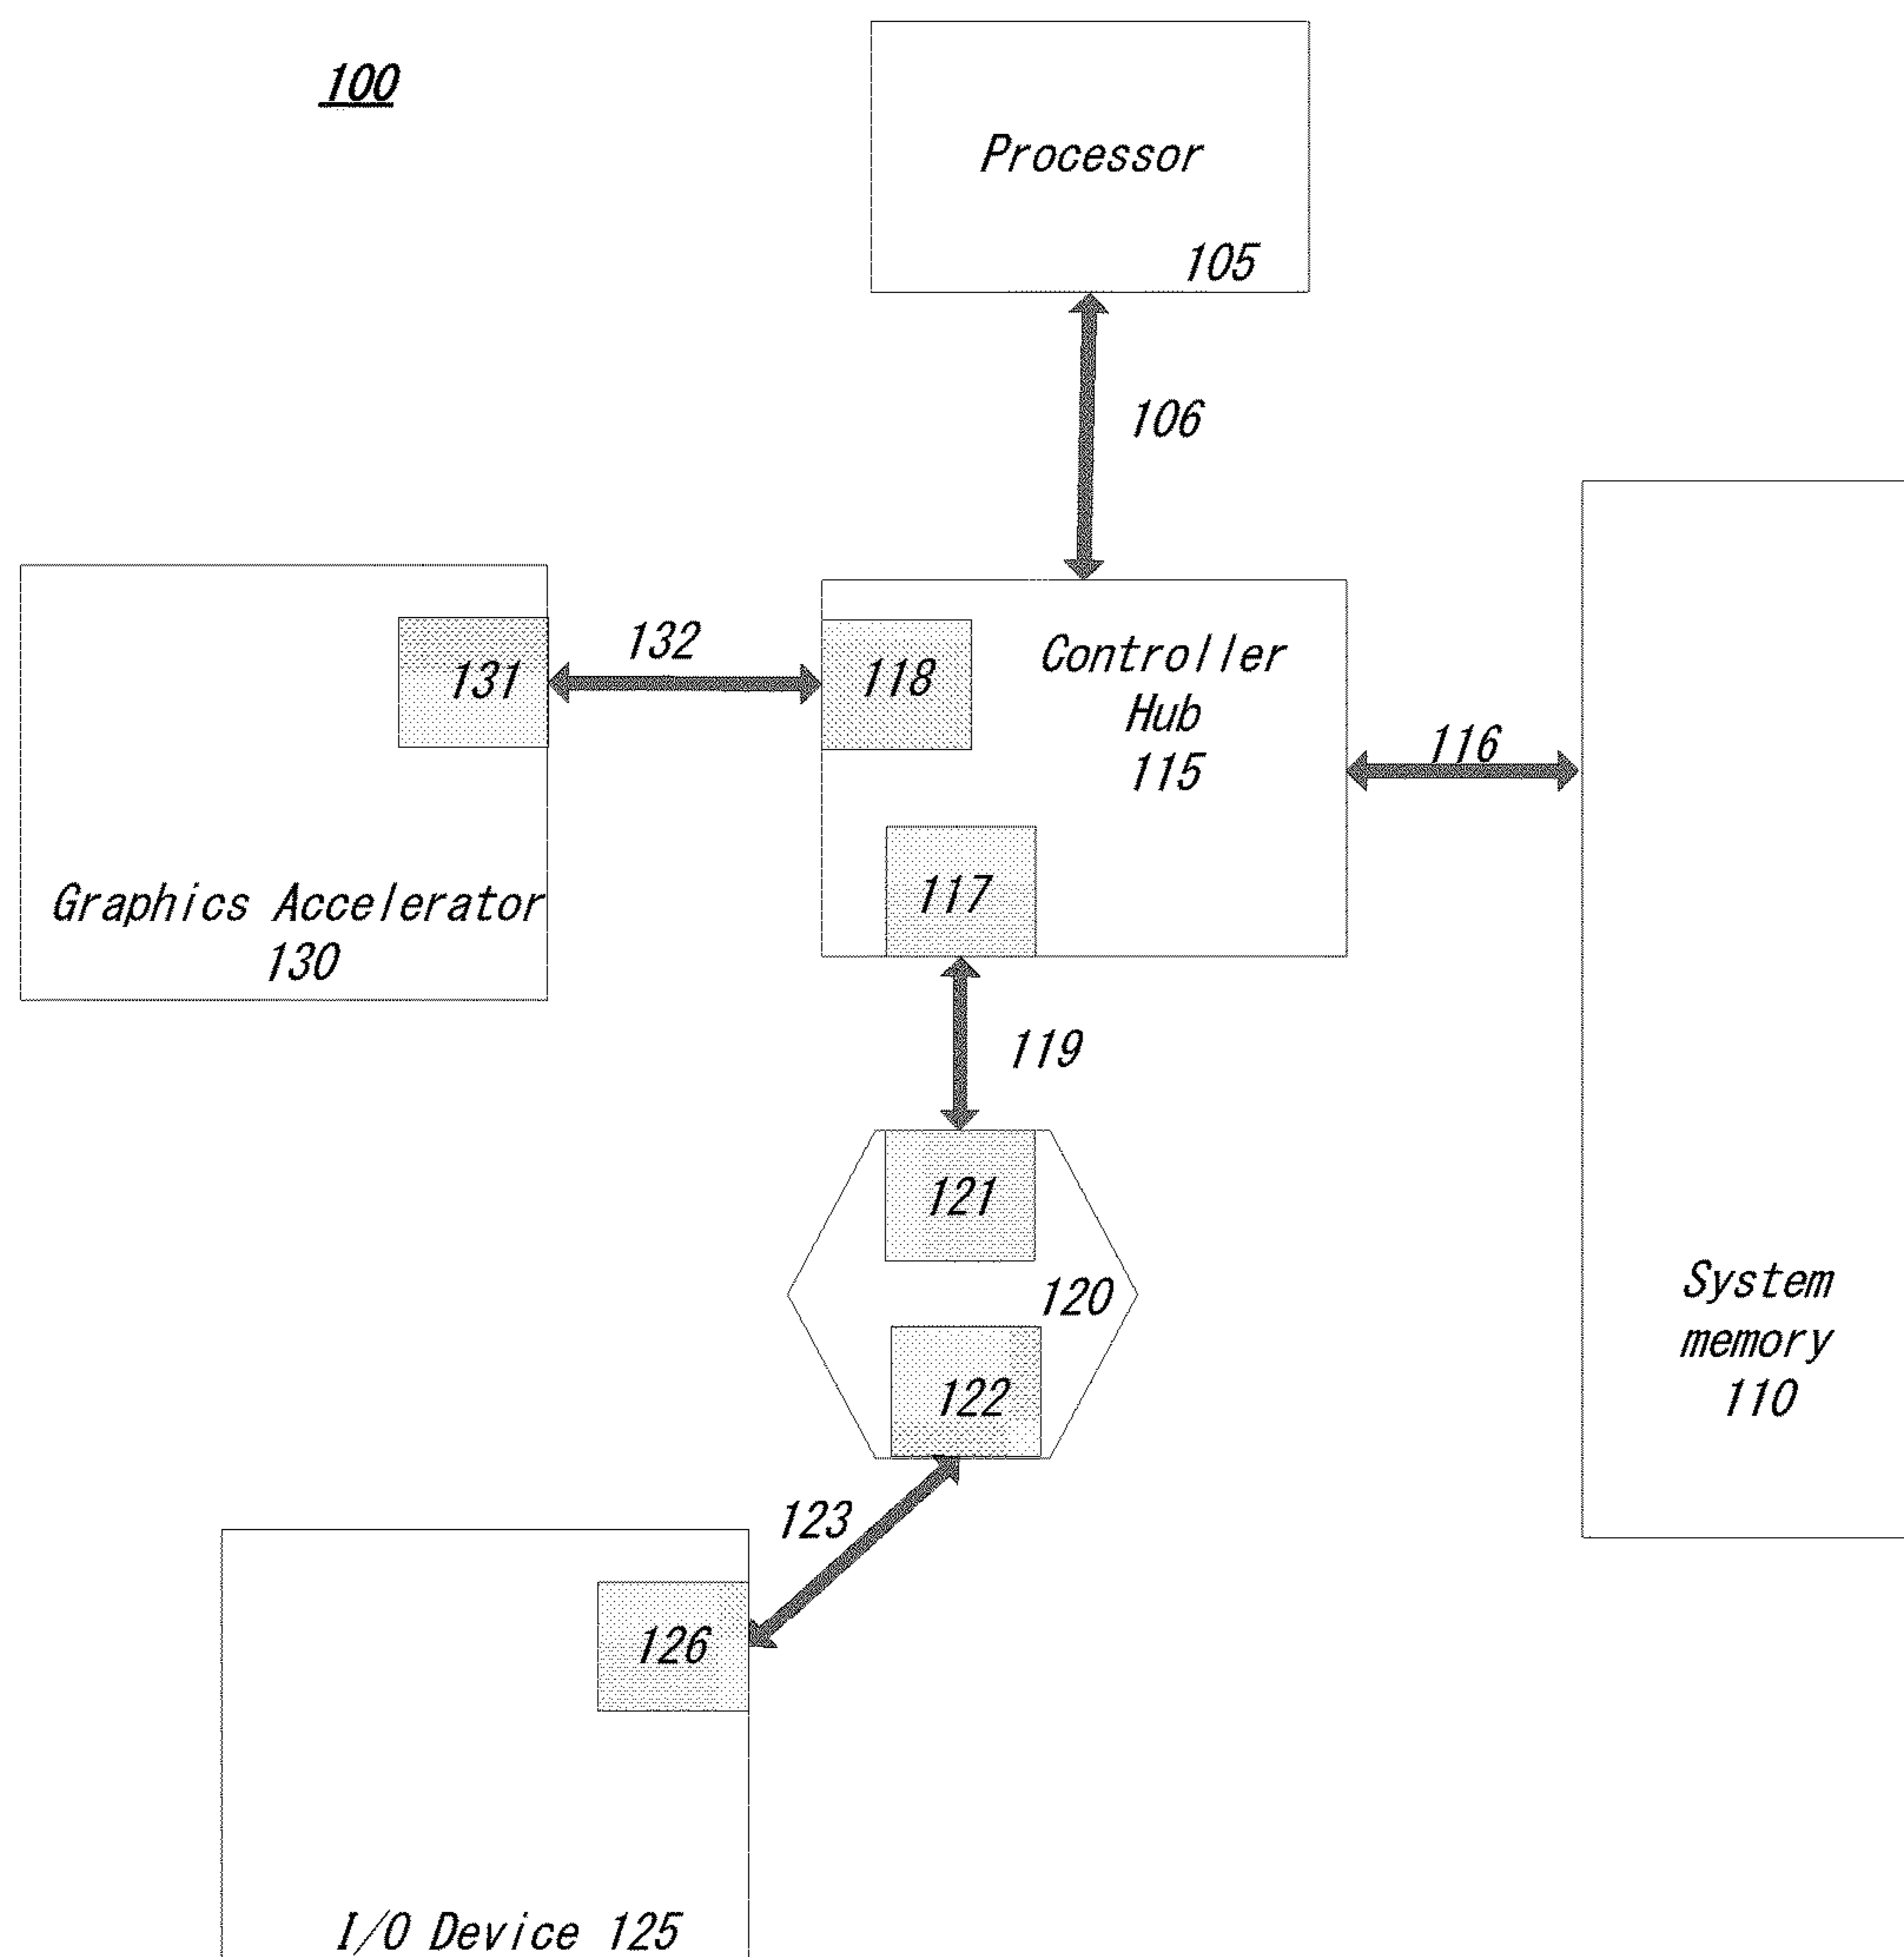 100
Processor
105
106
132
131
118
Controller
Hub
115
116
117
Graphics Accelerator
130
119
121
120
122
System
memory
110
123
126
I/O Device 125